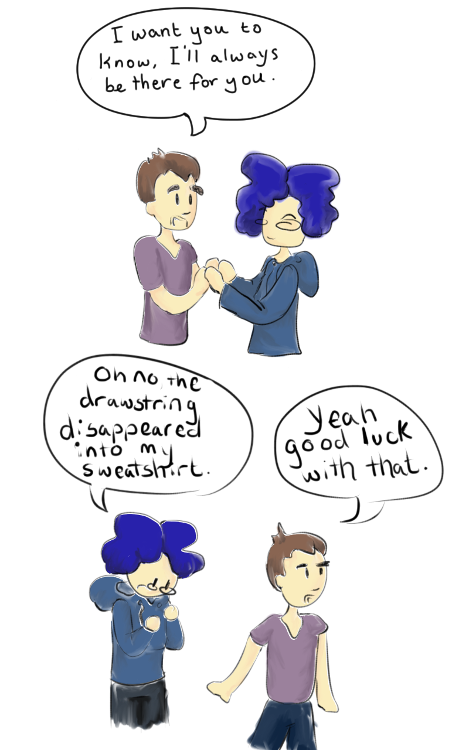 I want you to
know, I'll always
be there for you.
Oh no, the
drawstring
disappeared
into my
sweatshirt.
Yeah
good luck
with that.